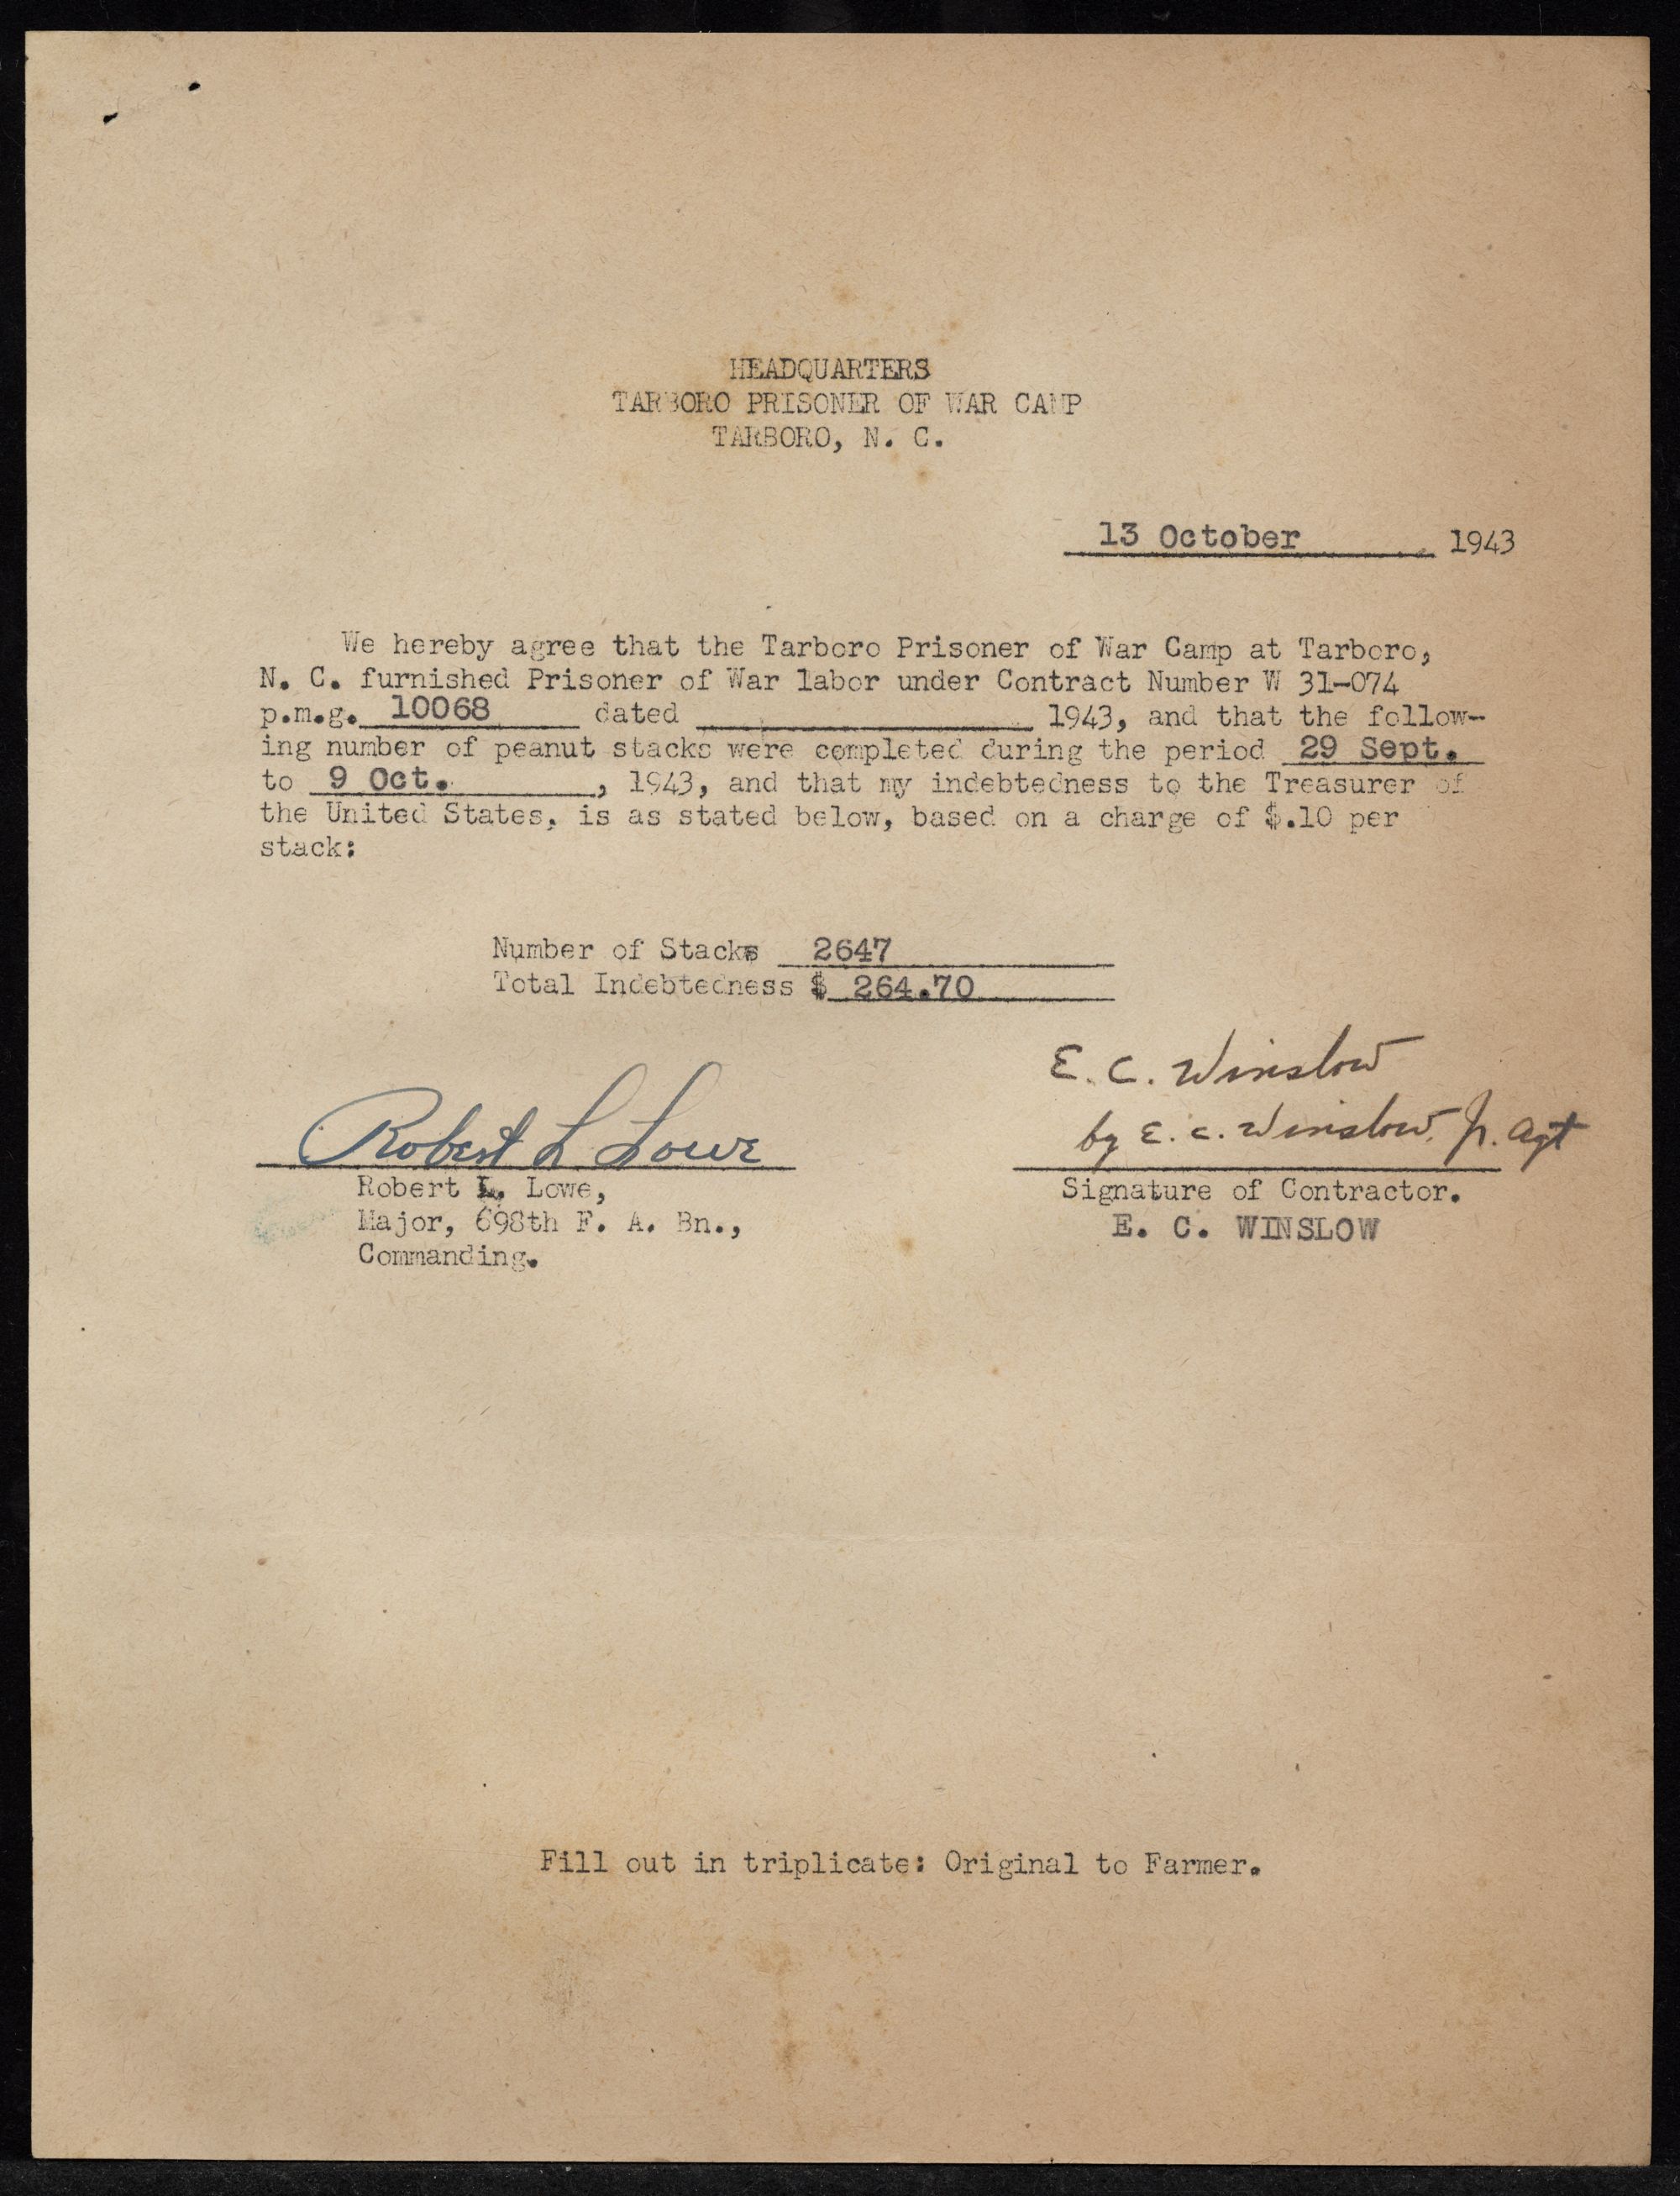 HEADQUARTERS
TARBORO PRISONER OF WAR CAMP
TARBORO, N. C.
13 October 1943
We hereby agree that the Tarboro Prisoner of War Camp at Tarboro,
N. C. furnished Prisoner of War labor under Contract Number W 31-074
p.m.g. 10068 dated 1943, and that the follow-
ing number of peanut stacks were completed during the period 29 Sept.
to 9 Oct. , 1943, and that my indebtedness to the Treasurer of
the United States, is as stated below, based on a charge of $.10 per
stack:
Number of Stacks 2647
Total Indebtedness $ 264.70
E. C. Winslow
Robert L Lowe by E. C. Winslow, Jr. Agt
Robert L. Lowe, Signature of Contractor.
Major, 698th F. A. Bn., E. C. WINSLOW
Commanding.
Fill out in triplicate: Original to Farmer.